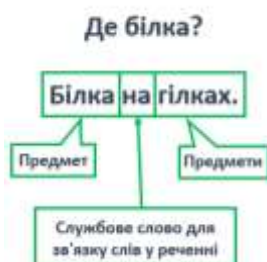 Де білка?
Білка на гілках.
Предмет
Предмети
Службове слово для
зв'язку слів у реченні